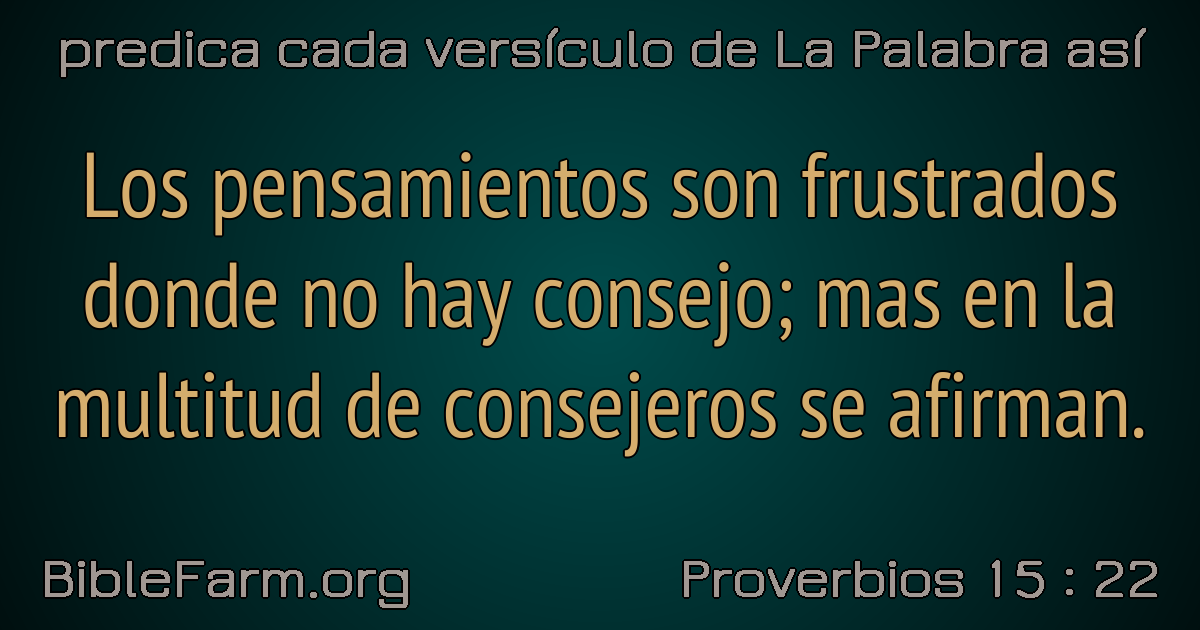 predica cada versículo de La Palabra así
Los pensamientos son frustrados
donde no hay consejo; mas en la
multitud de consejeros se afirman.
BibleFarm.org
Proverbios 15 : 22